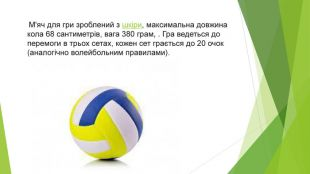 М'яч для гри зроблений з шкіри, максимальна довжина
кола 68 сантиметрів, вага 380 грам, . Гра ведеться до
перемоги в трьох сетах, кожен сет грається до 20 очок
(аналогічно волейбольним правилами).